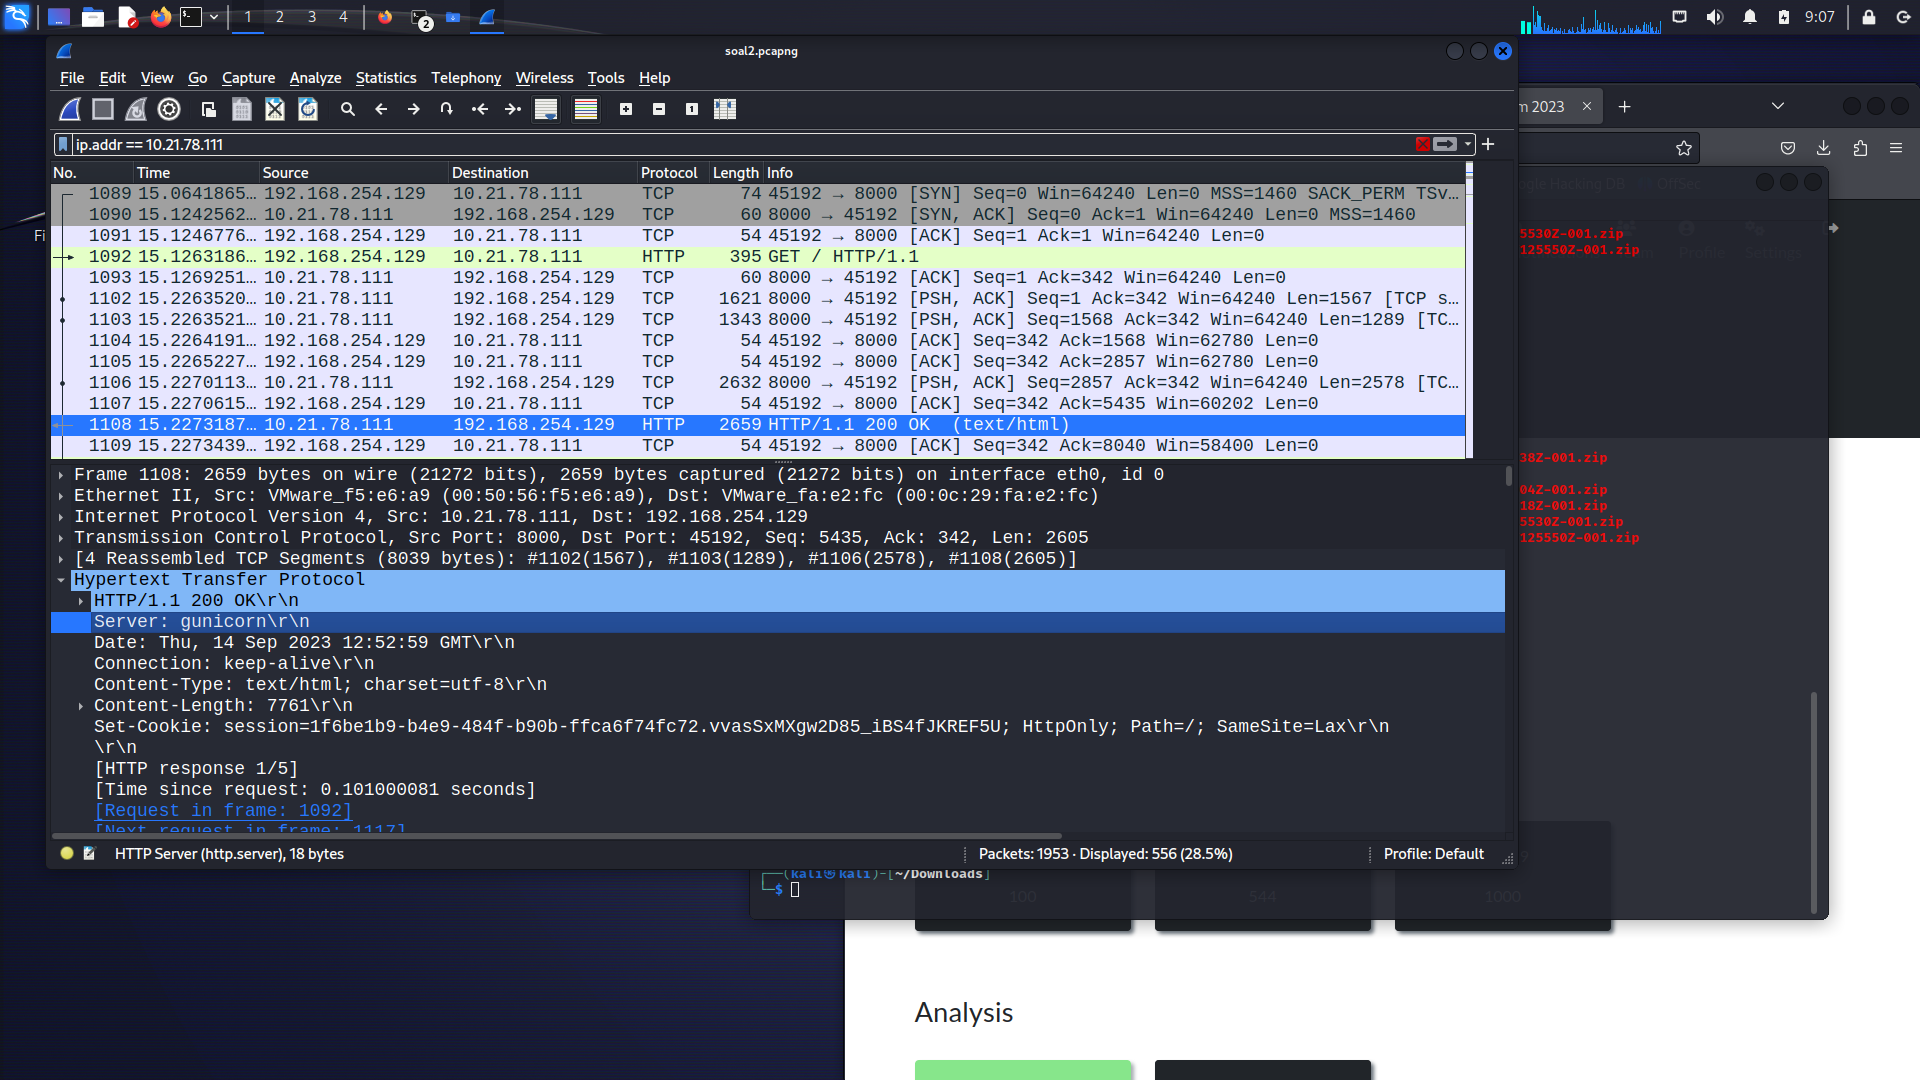 1 2 3 4
2
9:07
soal2.pcapng
File Edit View Go Capture Analyze Statistics Telephony Wireless Tools Help
ip.addr == 10.21.78.111
No. Time Source Destination Protocol Length Info
1089 15.0641865… 192.168.254.129 10.21.78.111 TCP 74 45192 → 8000 [SYN] Seq=0 Win=64240 Len=0 MSS=1460 SACK_PERM TSv…
1090 15.1242562… 10.21.78.111 192.168.254.129 TCP 60 8000 → 45192 [SYN, ACK] Seq=0 Ack=1 Win=64240 Len=0 MSS=1460
1091 15.1246776… 192.168.254.129 10.21.78.111 TCP 54 45192 → 8000 [ACK] Seq=1 Ack=1 Win=64240 Len=0
1092 15.1263186… 192.168.254.129 10.21.78.111 HTTP 395 GET / HTTP/1.1
1093 15.1269251… 10.21.78.111 192.168.254.129 TCP 60 8000 → 45192 [ACK] Seq=1 Ack=342 Win=64240 Len=0
1102 15.2263520… 10.21.78.111 192.168.254.129 TCP 1621 8000 → 45192 [PSH, ACK] Seq=1 Ack=342 Win=64240 Len=1567 [TCP s…
1103 15.2263521… 10.21.78.111 192.168.254.129 TCP 1343 8000 → 45192 [PSH, ACK] Seq=1568 Ack=342 Win=64240 Len=1289 [TC…
1104 15.2264191… 192.168.254.129 10.21.78.111 TCP 54 45192 → 8000 [ACK] Seq=342 Ack=1568 Win=62780 Len=0
1105 15.2265227… 192.168.254.129 10.21.78.111 TCP 54 45192 → 8000 [ACK] Seq=342 Ack=2857 Win=62780 Len=0
1106 15.2270113… 10.21.78.111 192.168.254.129 TCP 2632 8000 → 45192 [PSH, ACK] Seq=2857 Ack=342 Win=64240 Len=2578 [TC…
1107 15.2270615… 192.168.254.129 10.21.78.111 TCP 54 45192 → 8000 [ACK] Seq=342 Ack=5435 Win=60202 Len=0
1108 15.2273187… 10.21.78.111 192.168.254.129 HTTP 2659 HTTP/1.1 200 OK (text/html)
1109 15.2273439… 192.168.254.129 10.21.78.111 TCP 54 45192 → 8000 [ACK] Seq=342 Ack=8040 Win=58400 Len=0
Frame 1108: 2659 bytes on wire (21272 bits), 2659 bytes captured (21272 bits) on interface eth0, id 0
Ethernet II, Src: VMware_f5:e6:a9 (00:50:56:f5:e6:a9), Dst: VMware_fa:e2:fc (00:0c:29:fa:e2:fc)
Internet Protocol Version 4, Src: 10.21.78.111, Dst: 192.168.254.129
Transmission Control Protocol, Src Port: 8000, Dst Port: 45192, Seq: 5435, Ack: 342, Len: 2605
[4 Reassembled TCP Segments (8039 bytes): #1102(1567), #1103(1289), #1106(2578), #1108(2605)]
Hypertext Transfer Protocol
HTTP/1.1 200 OK\r\n
Server: gunicorn\r\n
Date: Thu, 14 Sep 2023 12:52:59 GMT\r\n
Connection: keep-alive\r\n
Content-Type: text/html; charset=utf-8\r\n
Content-Length: 7761\r\n
Set-Cookie: session=1f6be1b9-b4e9-484f-b90b-ffca6f74fc72.vvasSxMXgw2D85_iBS4fJKREF5U; HttpOnly; Path=/; SameSite=Lax\r\n
\r\n
[HTTP response 1/5]
[Time since request: 0.101000081 seconds]
[Request in frame: 1092]
[Next request in frame: 1117]
HTTP Server (http.server), 18 bytes
Packets: 1953 · Displayed: 556 (28.5%)
Profile: Default
Fi
m 2023
ogle Hacking DB OffSec
5530Z-001.zip
125550Z-001.zip
Profile Settings
38Z-001.zip
04Z-001.zip
18Z-001.zip
5530Z-001.zip
125550Z-001.zip
(kali㉿kali)-[~/Downloads]
$
100 544 1000
Analysis